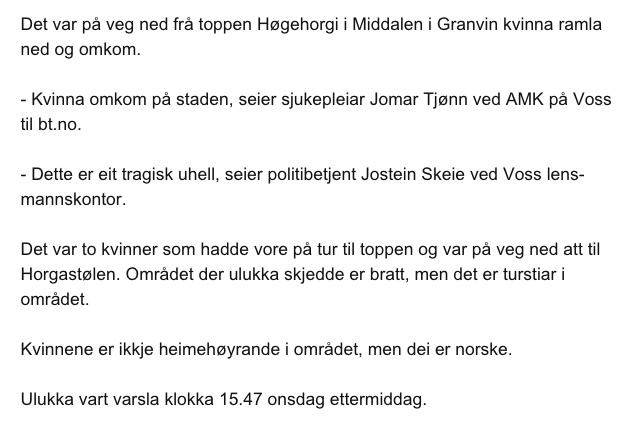 Det var på veg ned frå toppen Høgehorgi i Middalen i Granvin kvinna ramla
ned og omkom.
- Kvinna omkom på staden, seier sjukepleiar Jomar Tjønn ved AMK på Voss
til bt.no.
- Dette er eit tragisk uhell, seier politibetjent Jostein Skeie ved Voss lens-
mannskontor.
Det var to kvinner som hadde vore på tur til toppen og var på veg ned att til
Horgastølen. Området der ulukka skjedde er bratt, men det er turstiar i
området.
Kvinnene er ikkje heimehøyrande i området, men dei er norske.
Ulukka vart varsla klokka 15.47 onsdag ettermiddag.